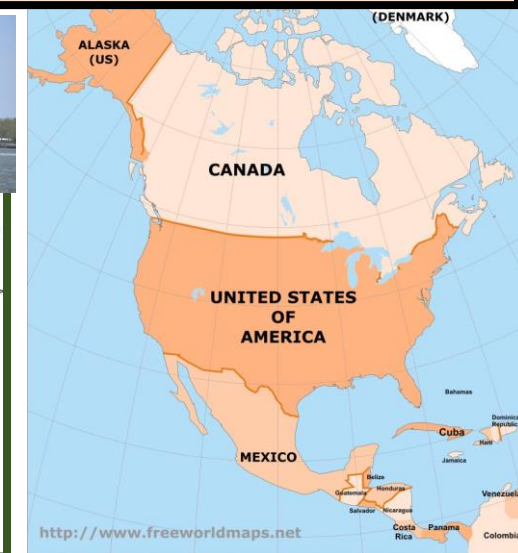 (DENMARK)
ALASKA
(US)
CANADA
UNITED STATES
OF
AMERICA
Bahamas
Dominica
Republic
Cuba
Haiti
Jamaica
MEXICO
Belize
Guatemala
Honduras
Salvador
Nicaragua
Venezuela
Costa
Rica
Panama
Colombia
http://www.freeworldmaps.net